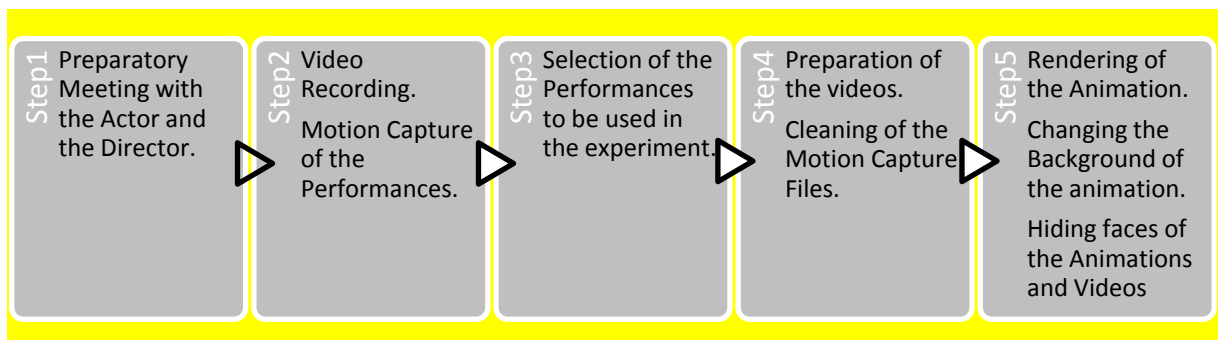 Step1
Preparatory
Meeting with
the Actor and
the Director.
Step2
Video
Recording.
Motion Capture
of the
Performances.
Step3
Selection of the
Performances
to be used in
the experiment.
Step4
Preparation of
the videos.
Cleaning of the
Motion Capture
Files.
Step5
Rendering of
the Animation.
Changing the
Background of
the animation.
Hiding faces of
the Animations
and Videos